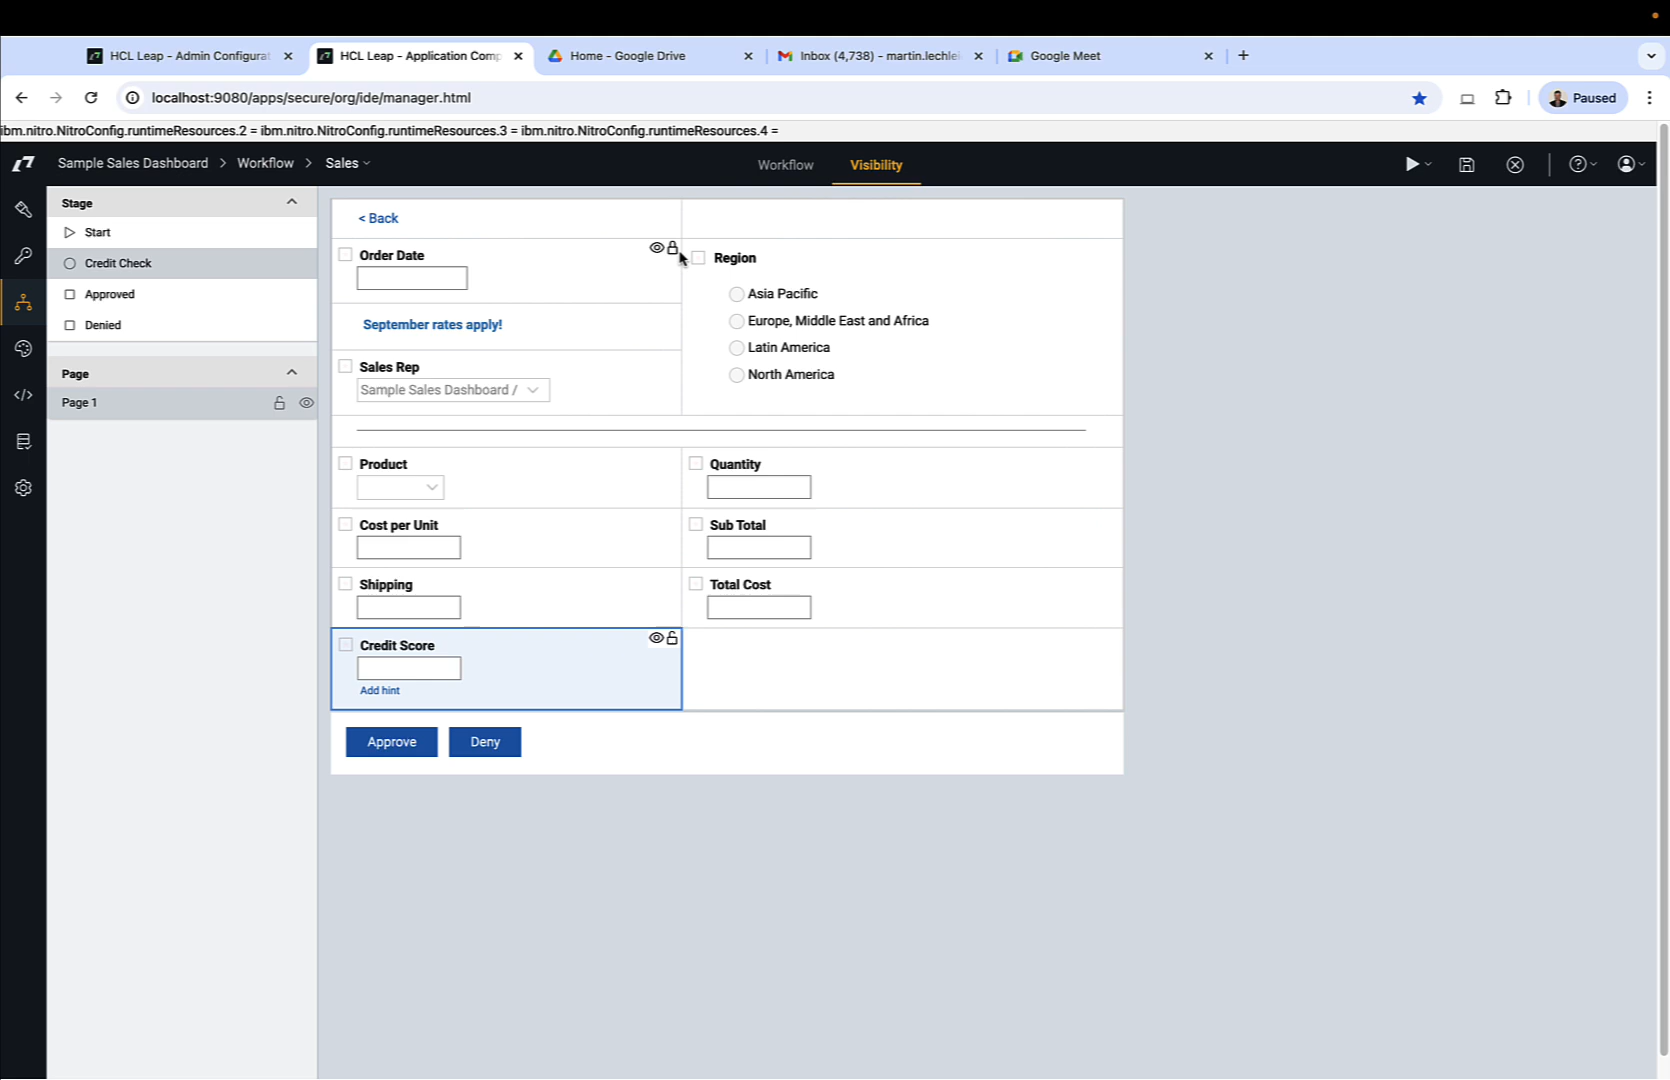 HCL Leap - Admin Configurat
HCL Leap - Application Comp
Home - Google Drive
Inbox (4,738) - martin.lechlei
Google Meet
localhost:9080/apps/secure/org/ide/manager.html
Paused
ibm.nitro.NitroConfig.runtimeResources.2 = ibm.nitro.NitroConfig.runtimeResources.3 = ibm.nitro.NitroConfig.runtimeResources.4 =
Sample Sales Dashboard > Workflow > Sales
Workflow
Visibility
Stage
Start
Credit Check
Approved
Denied
Page
Page 1
< Back
Order Date
Region
Asia Pacific
Europe, Middle East and Africa
Latin America
North America
September rates apply!
Sales Rep
Sample Sales Dashboard /
Product
Quantity
Cost per Unit
Sub Total
Shipping
Total Cost
Credit Score
Add hint
Approve
Deny